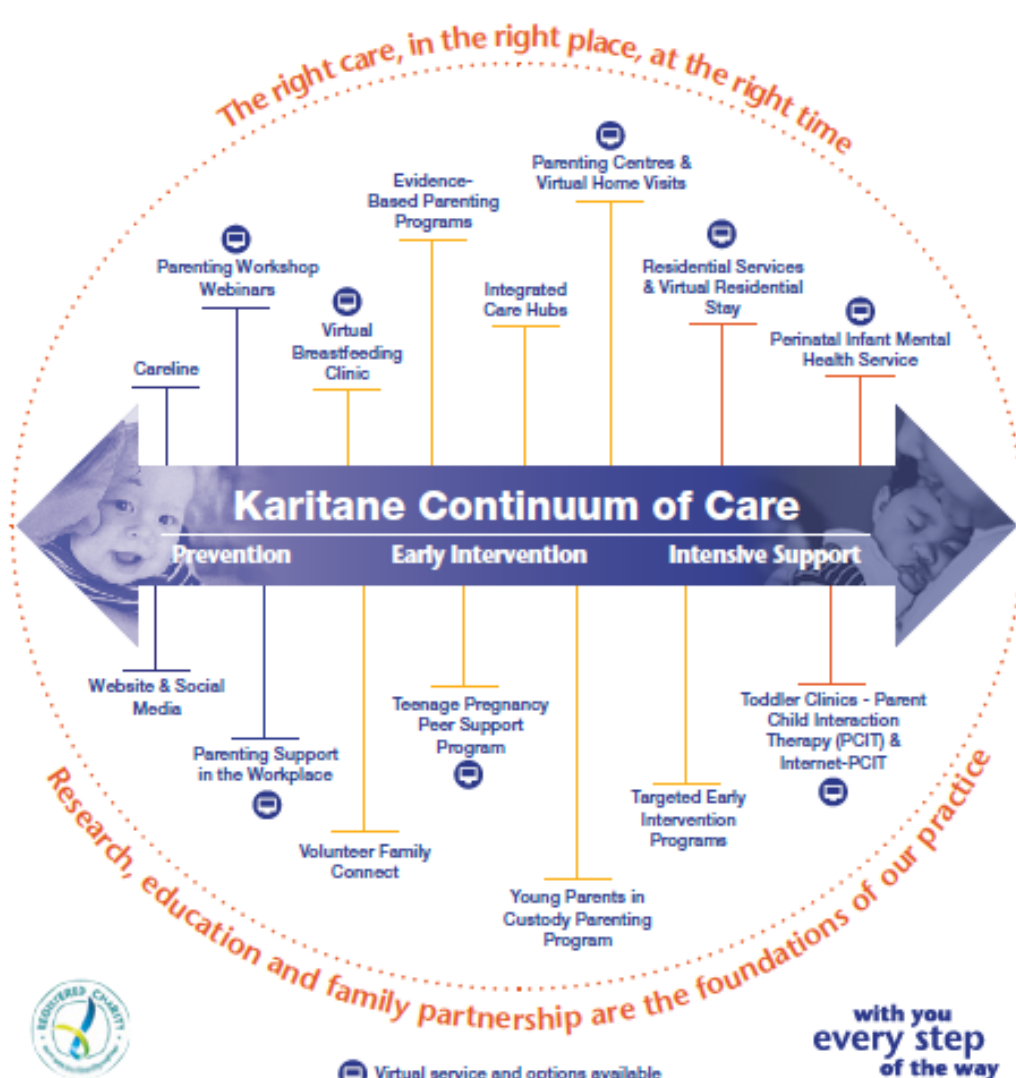 The right care, in the right place, at the right time
Parenting Centres &
Virtual Home Visits
Evidence-
Based Parenting
Programs
Parenting Workshop
Webinars
Residential Services
& Virtual Residential
Stay
Integrated
Care Hubs
Virtual
Breastfeeding
Clinic
Perinatal Infant Mental
Health Service
Careline
Karitane Continuum of Care
Prevention
Early Intervention
Intensive Support
Website & Social
Media
Parenting Support
in the Workplace
Teenage Pregnancy
Peer Support
Program
Toddler Clinics - Parent
Child Interaction
Therapy (PCIT) &
Internet-PCIT
Targeted Early
Intervention
Programs
Volunteer Family
Connect
Young Parents in
Custody Parenting
Program
Research, education and family partnership are the foundations of our practice
REGISTERED CHARITY
with you
every step
of the way
Virtual service and options available